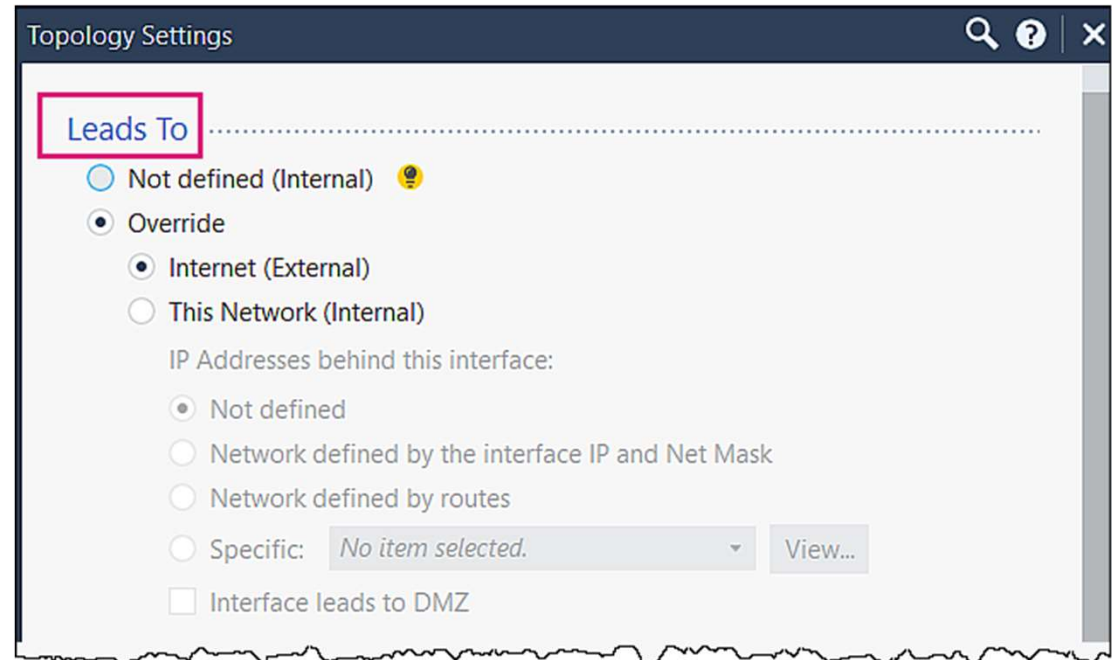 Topology Settings
Leads To
Not defined (Internal)
Override
Internet (External)
This Network (Internal)
IP Addresses behind this interface:
Not defined
Network defined by the interface IP and Net Mask
Network defined by routes
Specific: No item selected. View...
Interface leads to DMZ